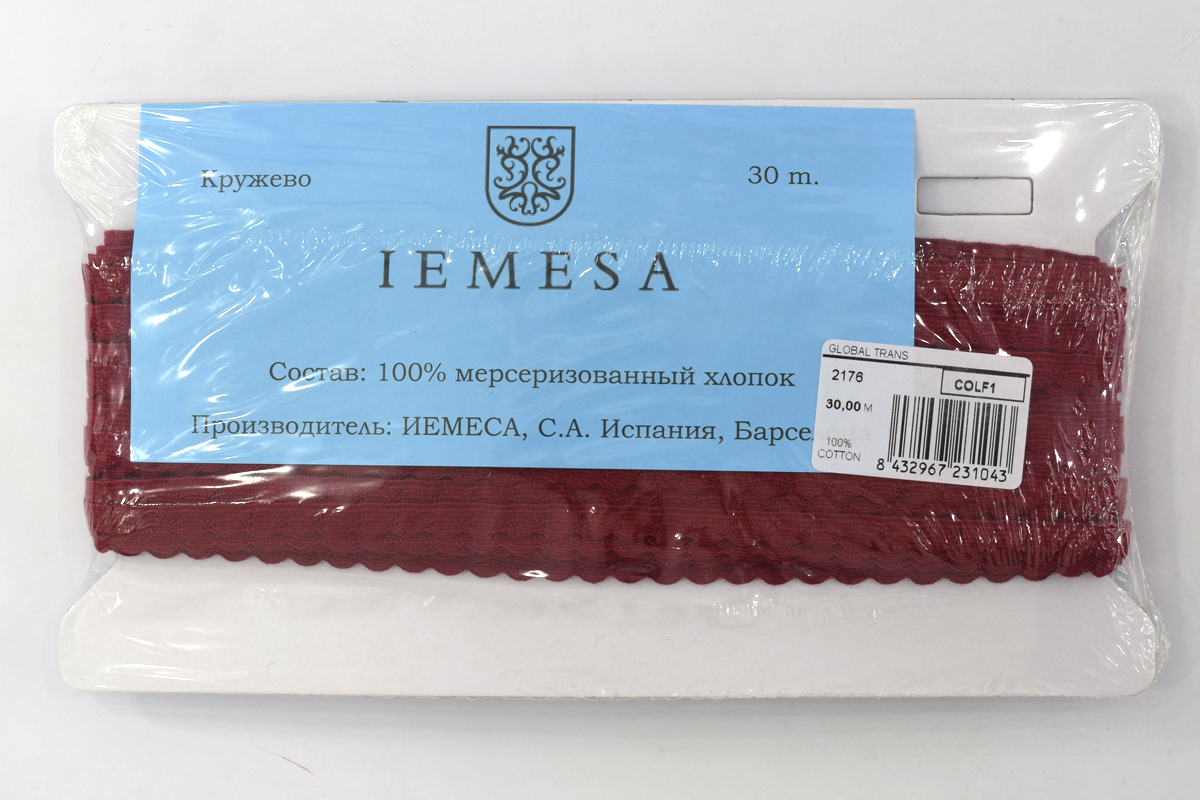 Кружево
30 m.
IEMESA
Состав: 100% мерсеризованный хлопок
Производитель: ИЕМЕСА, С.А. Испания,
GLOBAL TRANS
2176
COLF1
30,00 M
100%
COTTON
8 432967 231043